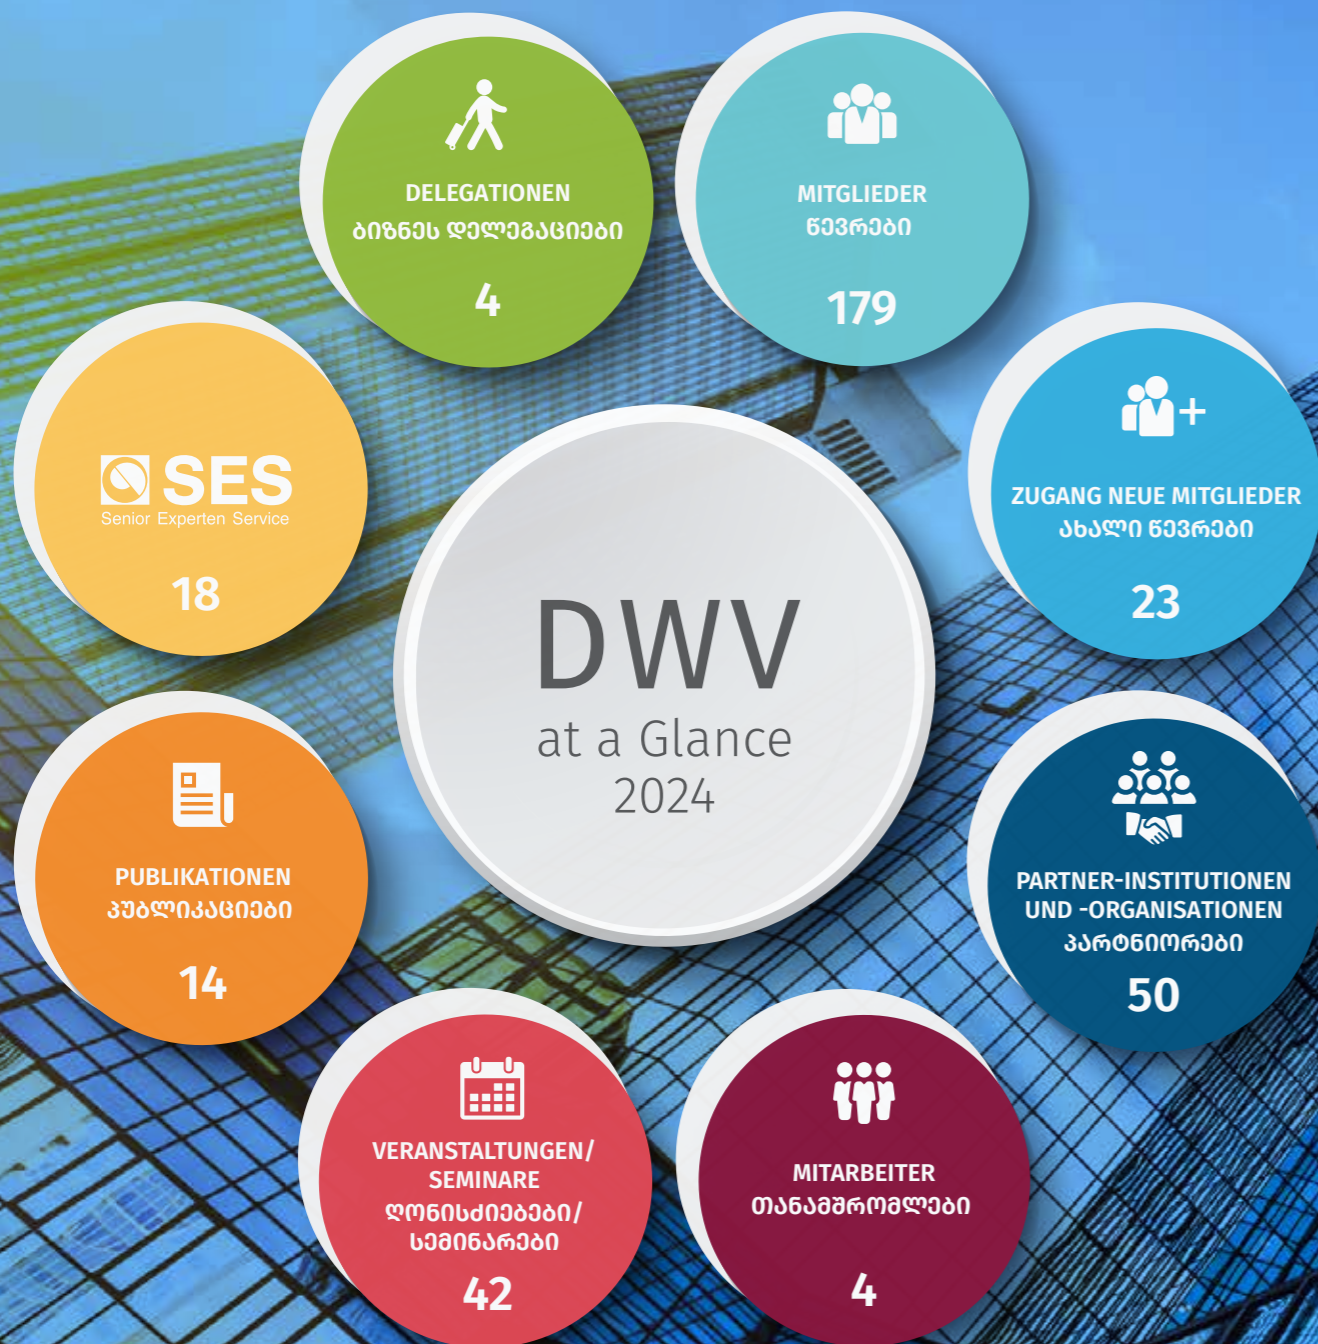 DELEGATIONEN
ბიზნეს დელეგაციები
4
MITGLIEDER
წევრები
179
SES
Senior Experten Service
18
ZUGANG NEUE MITGLIEDER
ახალი წევრები
23
DWV
at a Glance
2024
PUBLIKATIONEN
პუბლიკაციები
14
PARTNER-INSTITUTIONEN
UND -ORGANISATIONEN
პარტნიორები
50
VERANSTALTUNGEN/
SEMINARE
ღონისძიებები/
სემინარები
42
MITARBEITER
თანამშრომლები
4